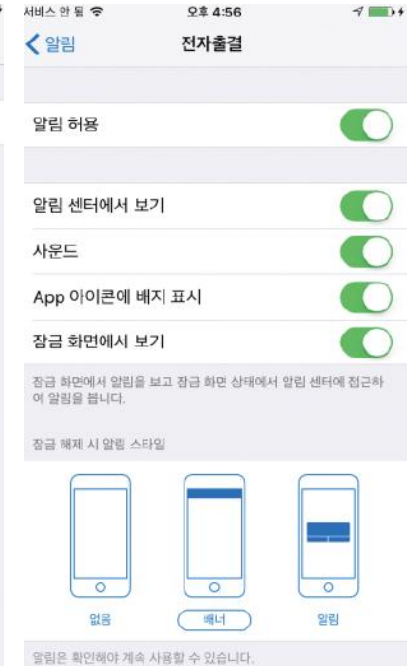 서비스 안 됨
오후 4:56
알림
전자출결
알림 허용
알림 센터에서 보기
사운드
App 아이콘에 배지 표시
잠금 화면에서 보기
잠금 화면에서 알림을 보고 잠금 화면 상태에서 알림 센터에 접근하
여 알림을 봅니다.
잠금 해제 시 알림 스타일
없음
배너
알림
알림은 확인해야 계속 사용할 수 있습니다.